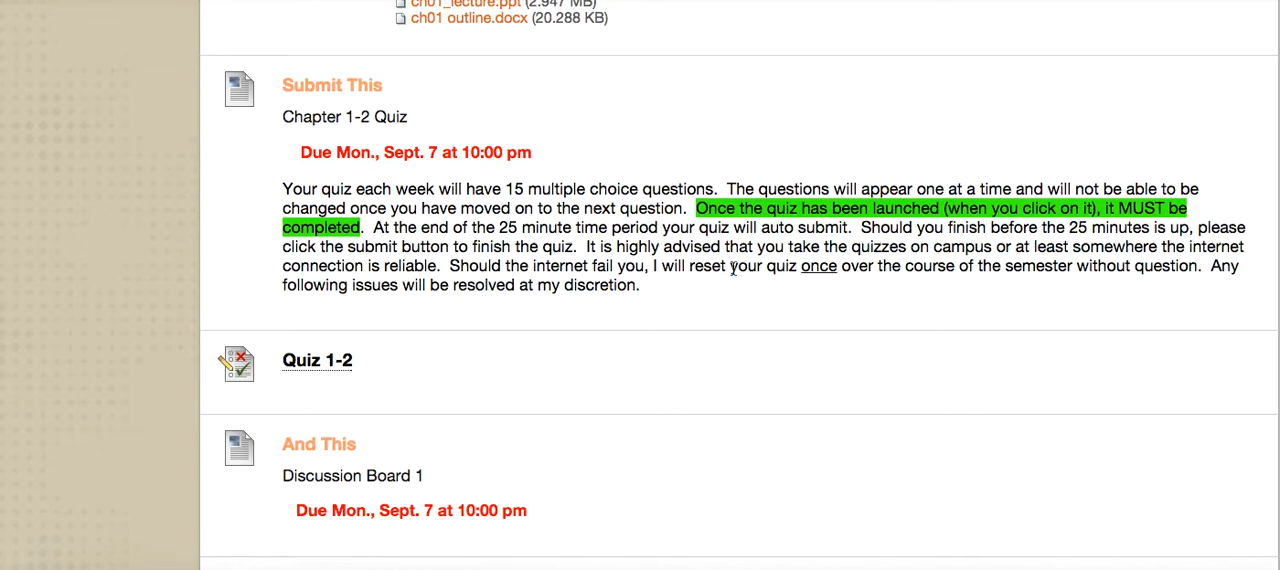 ch01_lecture.ppt (2.947 MB)
ch01 outline.docx (20.288 KB)
Submit This
Chapter 1-2 Quiz
Due Mon., Sept. 7 at 10:00 pm
Your quiz each week will have 15 multiple choice questions.  The questions will appear one at a time and will not be able to be
changed once you have moved on to the next question.  Once the quiz has been launched (when you click on it), it MUST be
completed.  At the end of the 25 minute time period your quiz will auto submit.  Should you finish before the 25 minutes is up, please
click the submit button to finish the quiz.  It is highly advised that you take the quizzes on campus or at least somewhere the internet
connection is reliable.  Should the internet fail you, I will reset your quiz once over the course of the semester without question.  Any
following issues will be resolved at my discretion.
Quiz 1-2
And This
Discussion Board 1
Due Mon., Sept. 7 at 10:00 pm